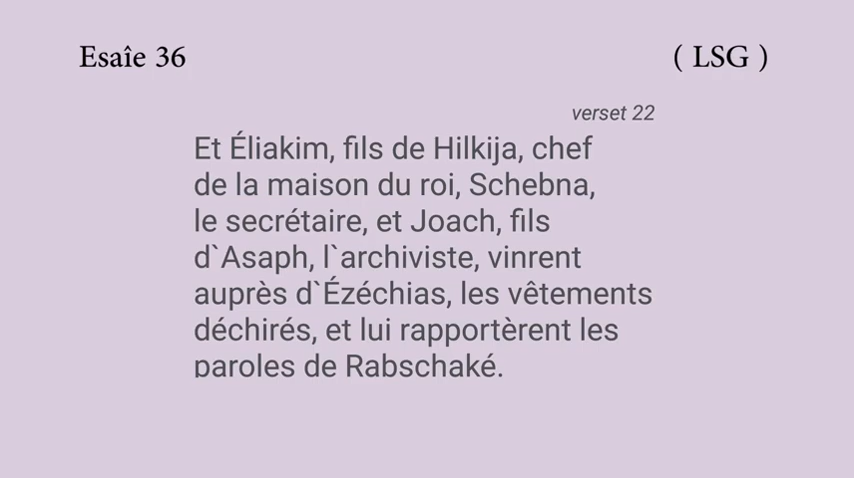 Esaîe 36
( LSG )
verset 22
Et Éliakim, fils de Hilkija, chef
de la maison du roi, Schebna,
le secrétaire, et Joach, fils
d`Asaph, l`archiviste, vinrent
auprès d`Ézéchias, les vêtements
déchirés, et lui rapportèrent les
paroles de Rabschaké.